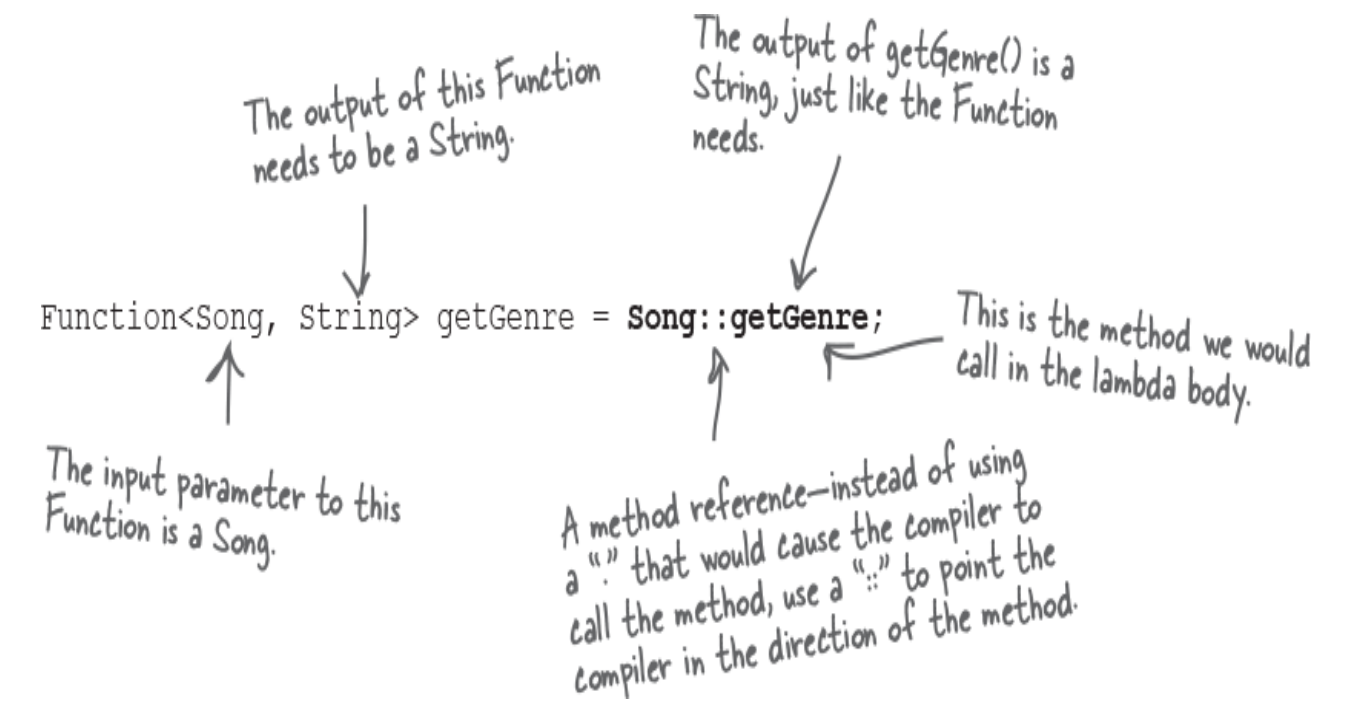 The output of this Function
needs to be a String.
The output of getGenre() is a
String, just like the Function
needs.
Function<Song, String> getGenre = Song::getGenre;
This is the method we would
call in the lambda body.
The input parameter to this
Function is a Song.
A method reference—instead of using
a “.” that would cause the compiler to
call the method, use a “::” to point the
compiler in the direction of the method.